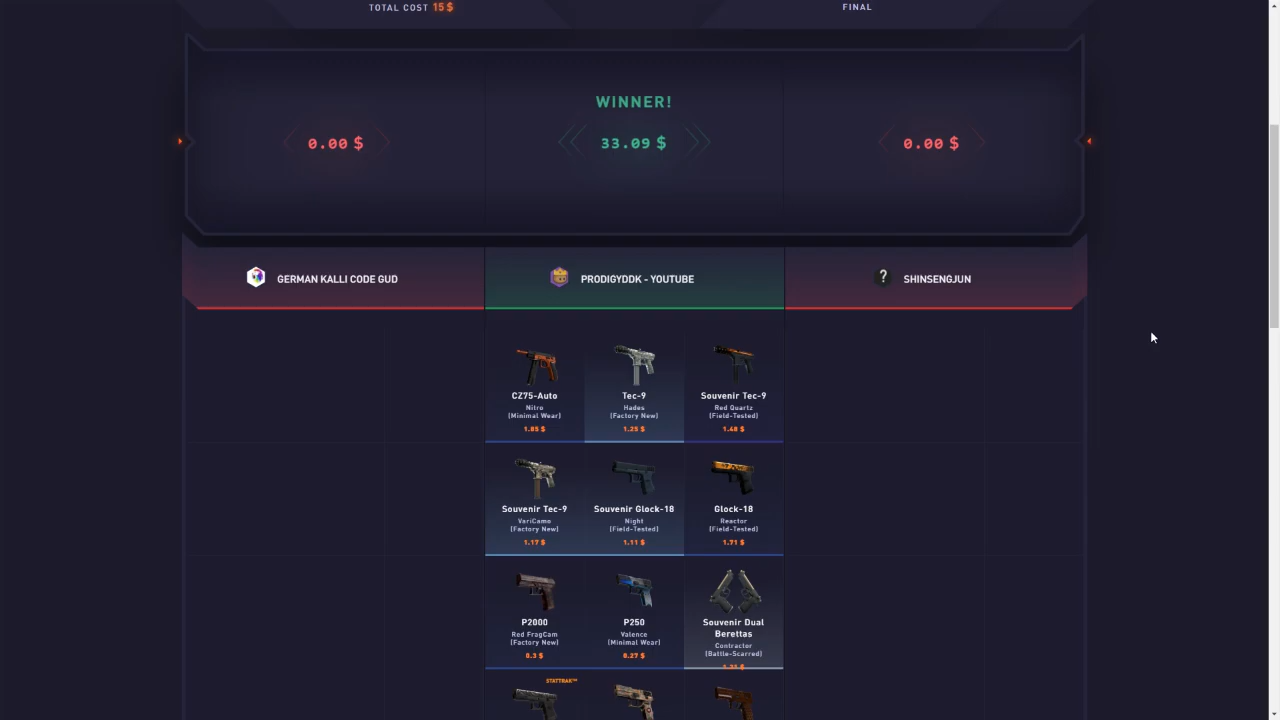 TOTAL COST 15 $
FINAL
WINNER!
0.00 $
33.09 $
0.00 $
GERMAN KALLI CODE GUD
PRODIGYDDK - YOUTUBE
?
SHINSENGJUN
CZ75-Auto
Nitro
(Minimal Wear)
1.85 $
Tec-9
Hades
(Factory New)
1.25 $
Souvenir Tec-9
Red Quartz
(Field-Tested)
1.48 $
Souvenir Tec-9
VariCamo
(Factory New)
1.17 $
Souvenir Glock-18
Night
(Field-Tested)
1.11 $
Glock-18
Reactor
(Field-Tested)
1.71 $
P2000
Red FragCam
(Factory New)
0.3 $
P250
Valence
(Minimal Wear)
0.27 $
Souvenir Dual
Berettas
Contractor
(Battle-Scarred)
STATTRAK™